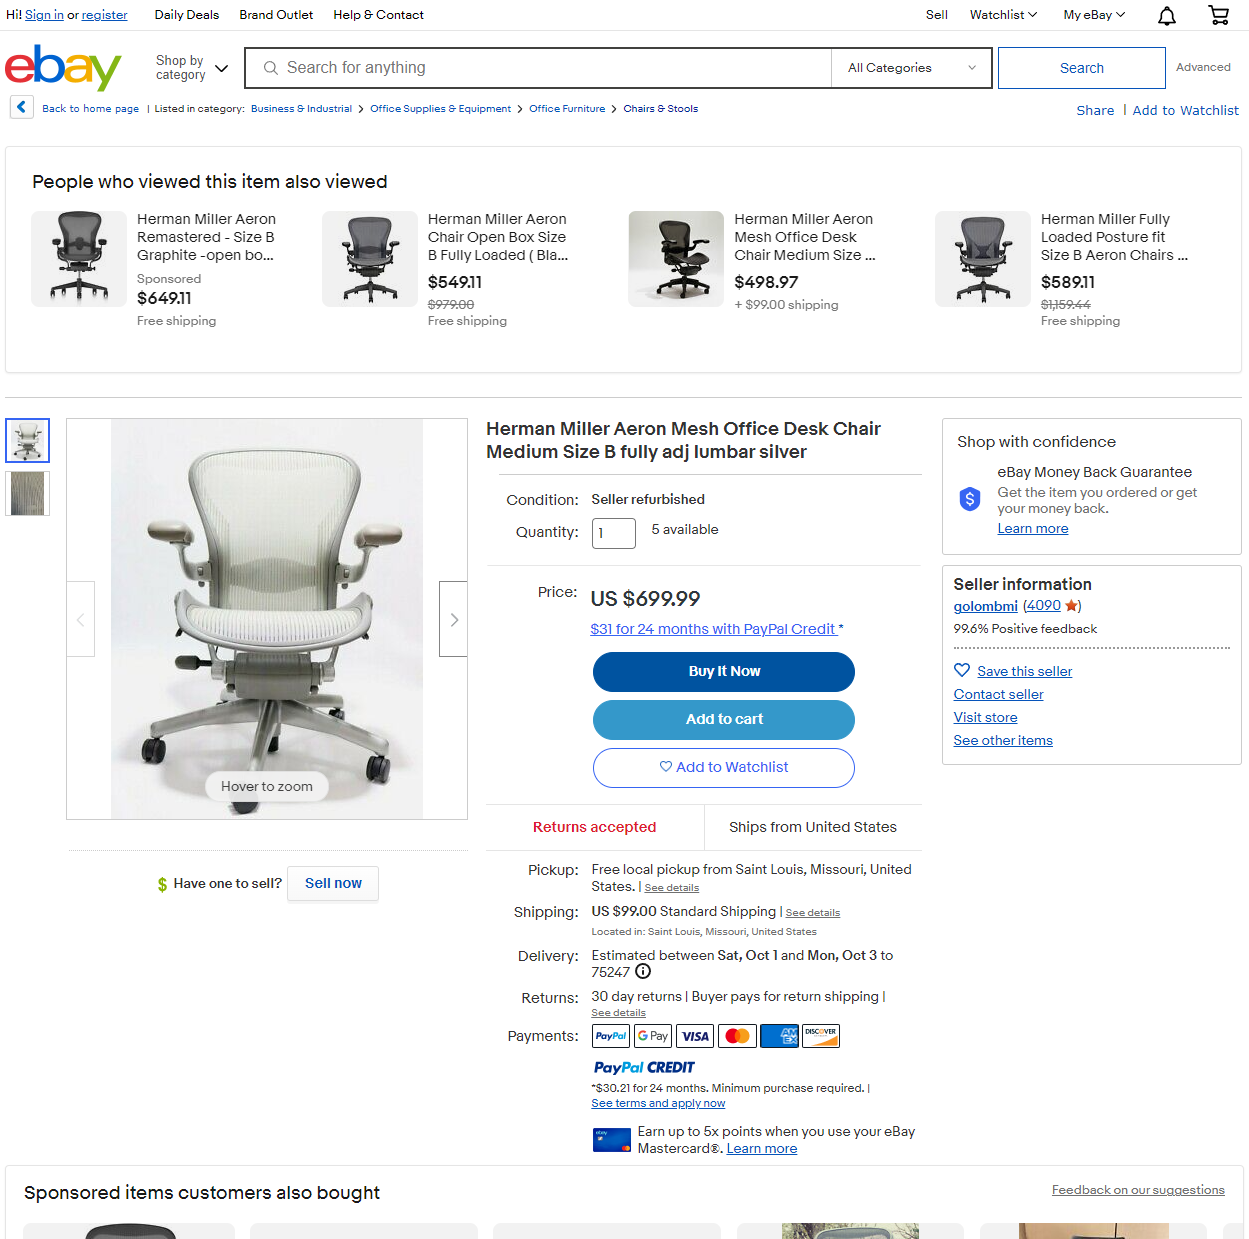 Hi! Sign in or register Daily Deals Brand Outlet Help & Contact Sell Watchlist My eBay
ebay Shop by category Search for anything All Categories Search Advanced
Back to home page | Listed in category: Business & Industrial > Office Supplies & Equipment > Office Furniture > Chairs & Stools Share | Add to Watchlist
People who viewed this item also viewed
Herman Miller Aeron
Remastered - Size B
Graphite -open bo...
Sponsored
$649.11
Free shipping
Herman Miller Aeron
Chair Open Box Size
B Fully Loaded ( Bla...
$549.11
$979.00
Free shipping
Herman Miller Aeron
Mesh Office Desk
Chair Medium Size ...
$498.97
+ $99.00 shipping
Herman Miller Fully
Loaded Posture fit
Size B Aeron Chairs ...
$589.11
$1,159.44
Free shipping
Hover to zoom
$ Have one to sell? Sell now
Herman Miller Aeron Mesh Office Desk Chair
Medium Size B fully adj lumbar silver
Condition: Seller refurbished
Quantity: 1 5 available
Price: US $699.99
$31 for 24 months with PayPal Credit *
Buy It Now
Add to cart
Add to Watchlist
Returns accepted Ships from United States
Pickup: Free local pickup from Saint Louis, Missouri, United
States. | See details
Shipping: US $99.00 Standard Shipping | See details
Located in: Saint Louis, Missouri, United States
Delivery: Estimated between Sat, Oct 1 and Mon, Oct 3 to
75247
Returns: 30 day returns | Buyer pays for return shipping |
See details
Payments: PayPal G Pay VISA AM EX DISCOVER
PayPal CREDIT
*$30.21 for 24 months. Minimum purchase required. |
See terms and apply now
ebay
Earn up to 5x points when you use your eBay
Mastercard®. Learn more
Shop with confidence
eBay Money Back Guarantee
Get the item you ordered or get
your money back.
Learn more
Seller information
golombmi (4090)
99.6% Positive feedback
Save this seller
Contact seller
Visit store
See other items
Sponsored items customers also bought
Feedback on our suggestions